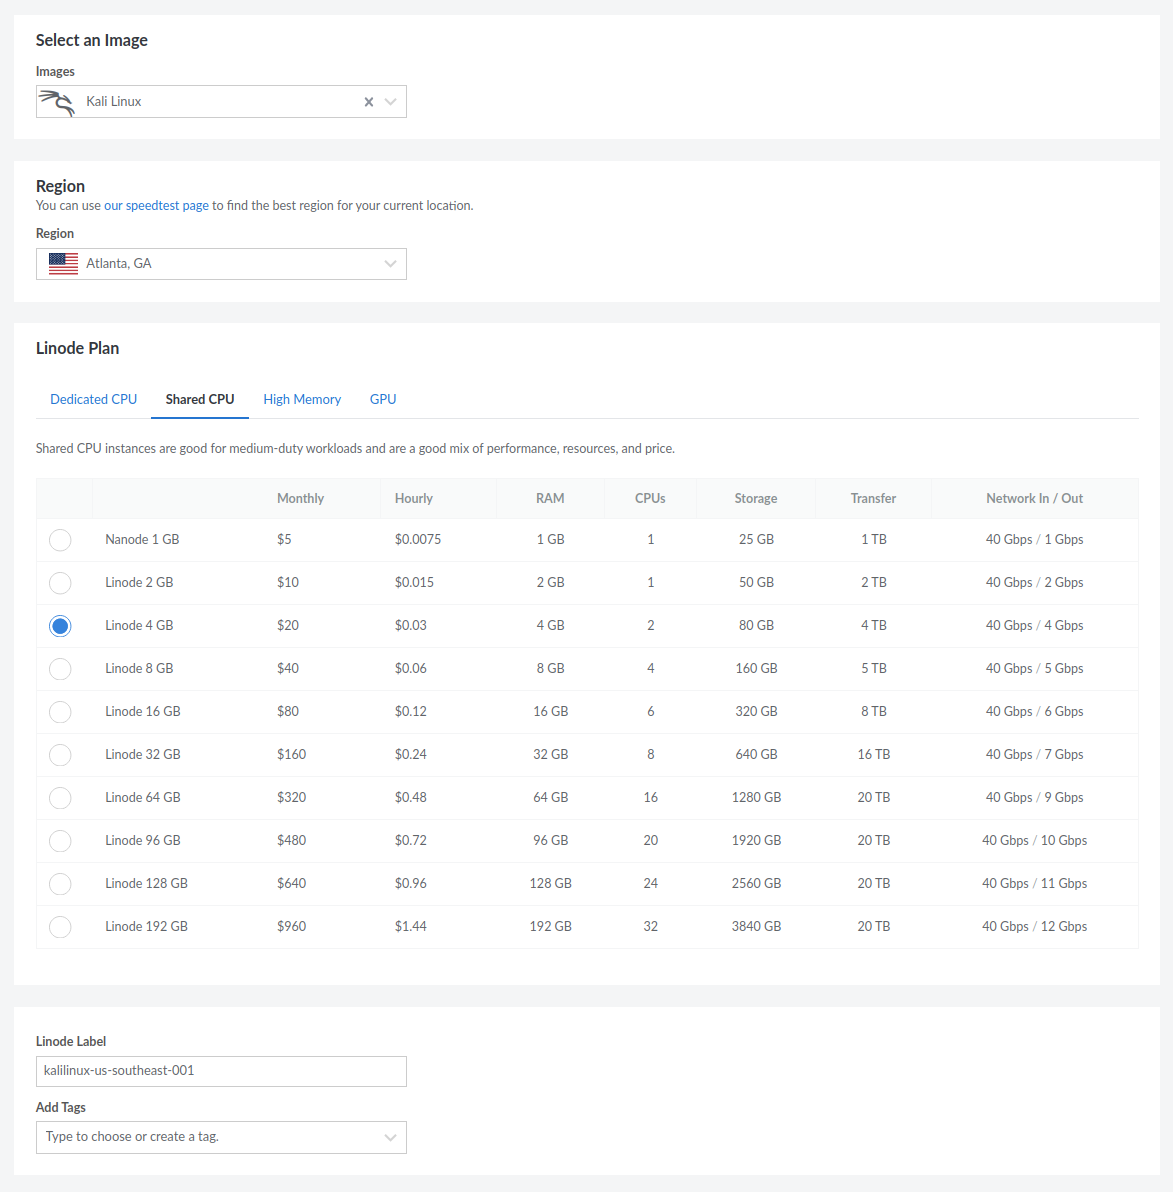 Select an Image
Images
Kali Linux
Region
You can use our speedtest page to find the best region for your current location.
Region
Atlanta, GA
Linode Plan
Dedicated CPU Shared CPU High Memory GPU
Shared CPU instances are good for medium-duty workloads and are a good mix of performance, resources, and price.
Monthly Hourly RAM CPUs Storage Transfer Network In / Out
Nanode 1 GB $5 $0.0075 1 GB 1 25 GB 1 TB 40 Gbps / 1 Gbps
Linode 2 GB $10 $0.015 2 GB 1 50 GB 2 TB 40 Gbps / 2 Gbps
Linode 4 GB $20 $0.03 4 GB 2 80 GB 4 TB 40 Gbps / 4 Gbps
Linode 8 GB $40 $0.06 8 GB 4 160 GB 5 TB 40 Gbps / 5 Gbps
Linode 16 GB $80 $0.12 16 GB 6 320 GB 8 TB 40 Gbps / 6 Gbps
Linode 32 GB $160 $0.24 32 GB 8 640 GB 16 TB 40 Gbps / 7 Gbps
Linode 64 GB $320 $0.48 64 GB 16 1280 GB 20 TB 40 Gbps / 9 Gbps
Linode 96 GB $480 $0.72 96 GB 20 1920 GB 20 TB 40 Gbps / 10 Gbps
Linode 128 GB $640 $0.96 128 GB 24 2560 GB 20 TB 40 Gbps / 11 Gbps
Linode 192 GB $960 $1.44 192 GB 32 3840 GB 20 TB 40 Gbps / 12 Gbps
Linode Label
kalilinux-us-southeast-001
Add Tags
Type to choose or create a tag.